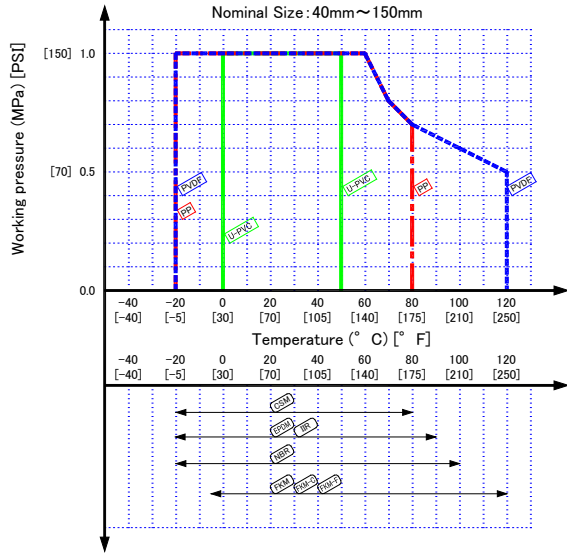 Nominal Size:40mm～150mm
Working pressure (MPa) [PSI]
[150] 1.0
[70] 0.5
0.0
PVDF
PP
U-PVC
U-PVC
PP
PVDF
-40 -20 0 20 40 60 80 100 120
[-40] [-5] [30] [70] [105] [140] [175] [210] [250]
Temperature (° C) [° F]
-40 -20 0 20 40 60 80 100 120
[-40] [-5] [30] [70] [105] [140] [175] [210] [250]
CSM
EPDM IIR
NBR
FKM FKM-C FKM-F